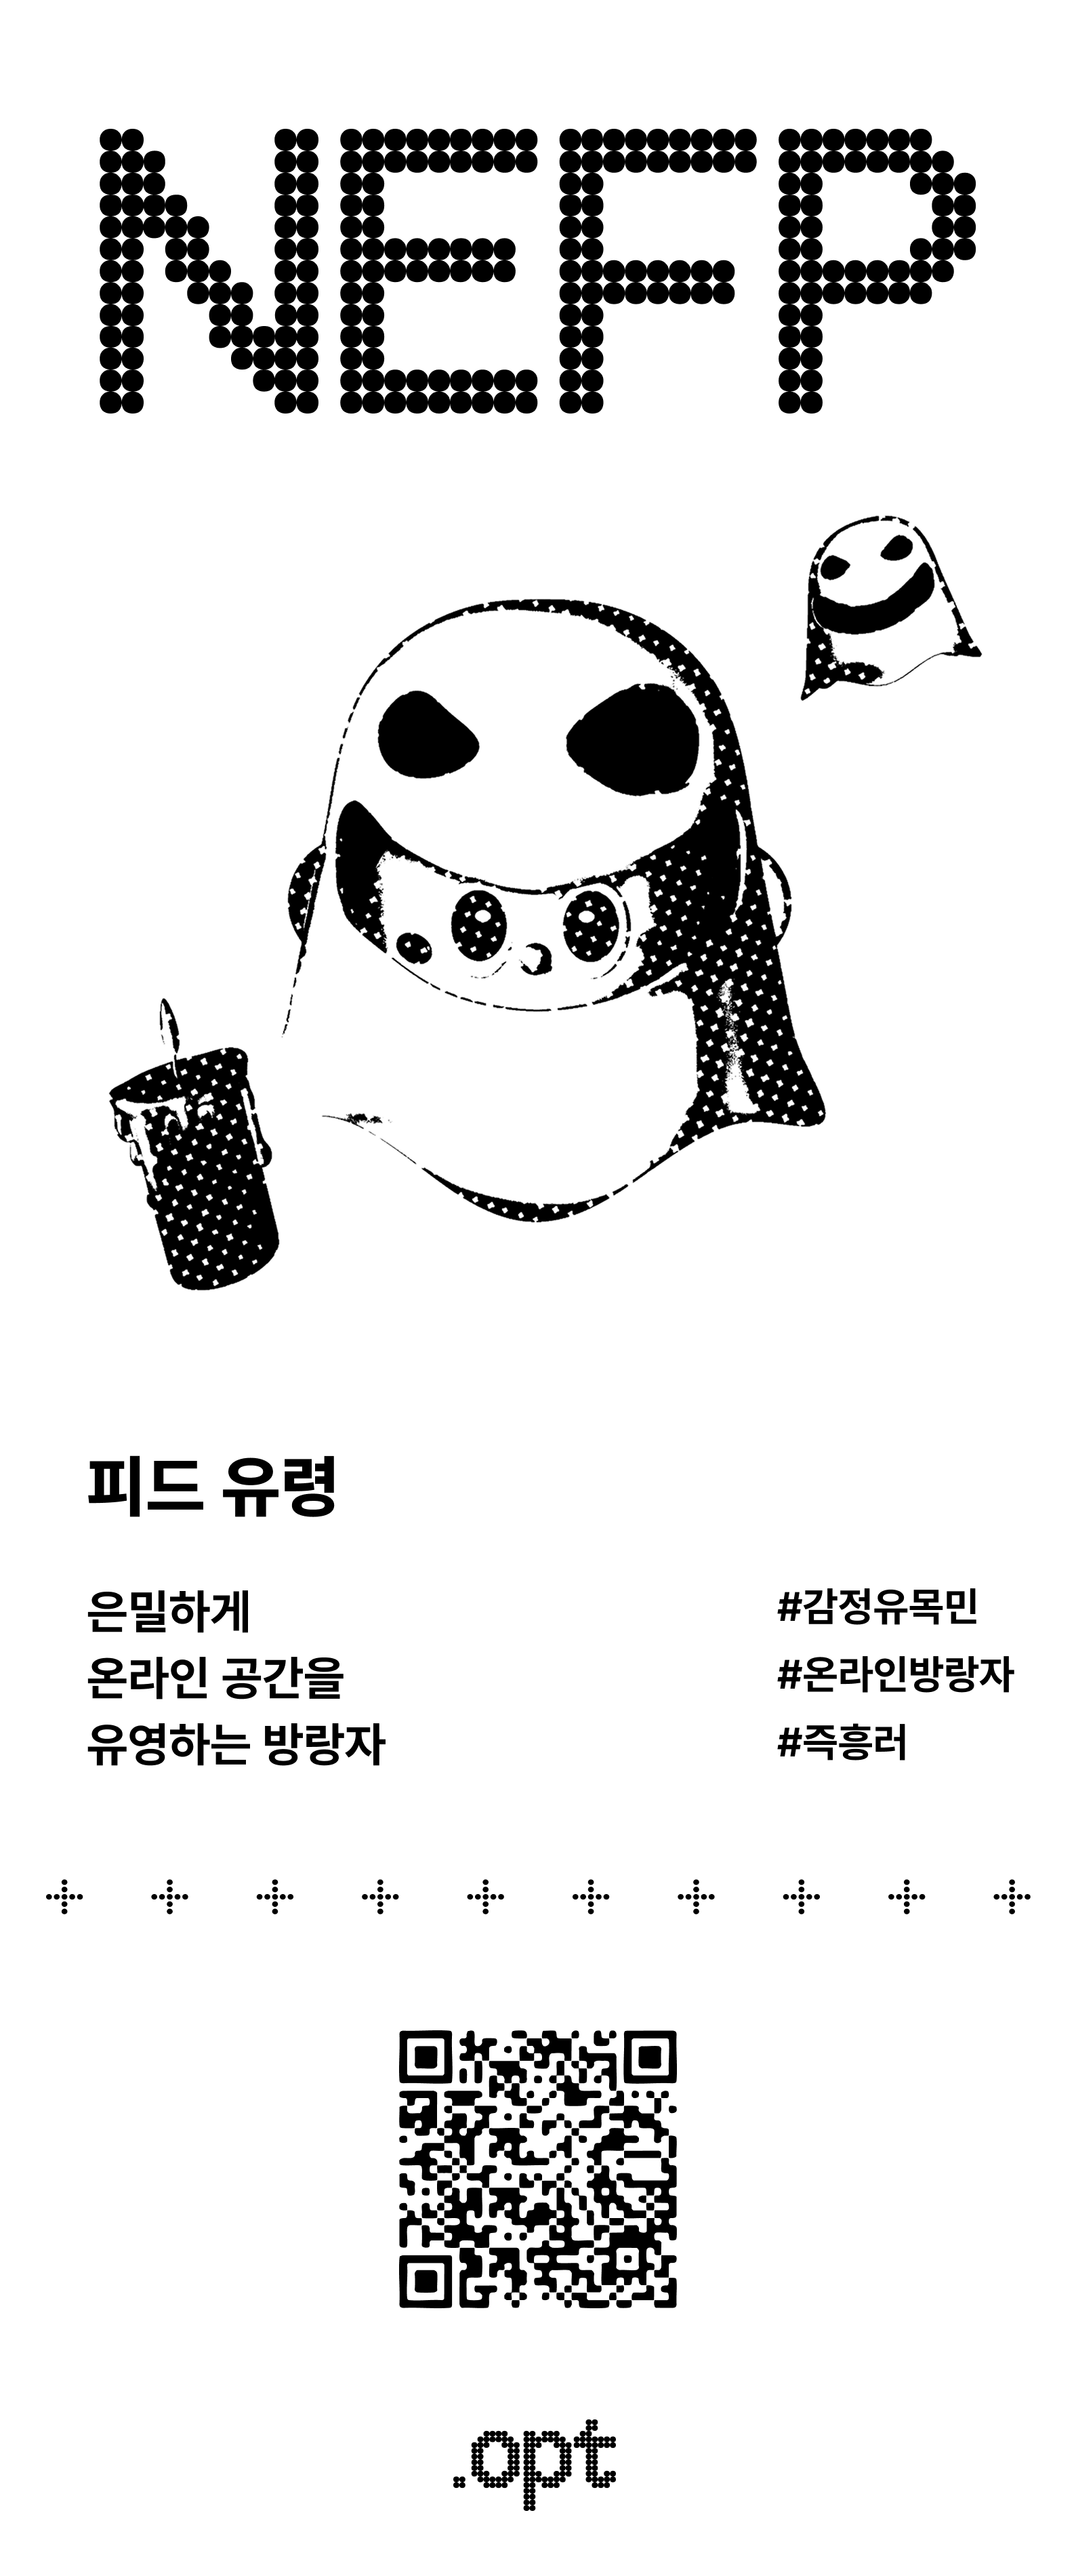 NEFP
피드 유령
은밀하게
온라인 공간을
유영하는 방랑자
#감정유목민
#온라인방랑자
#즉흥러
.opt